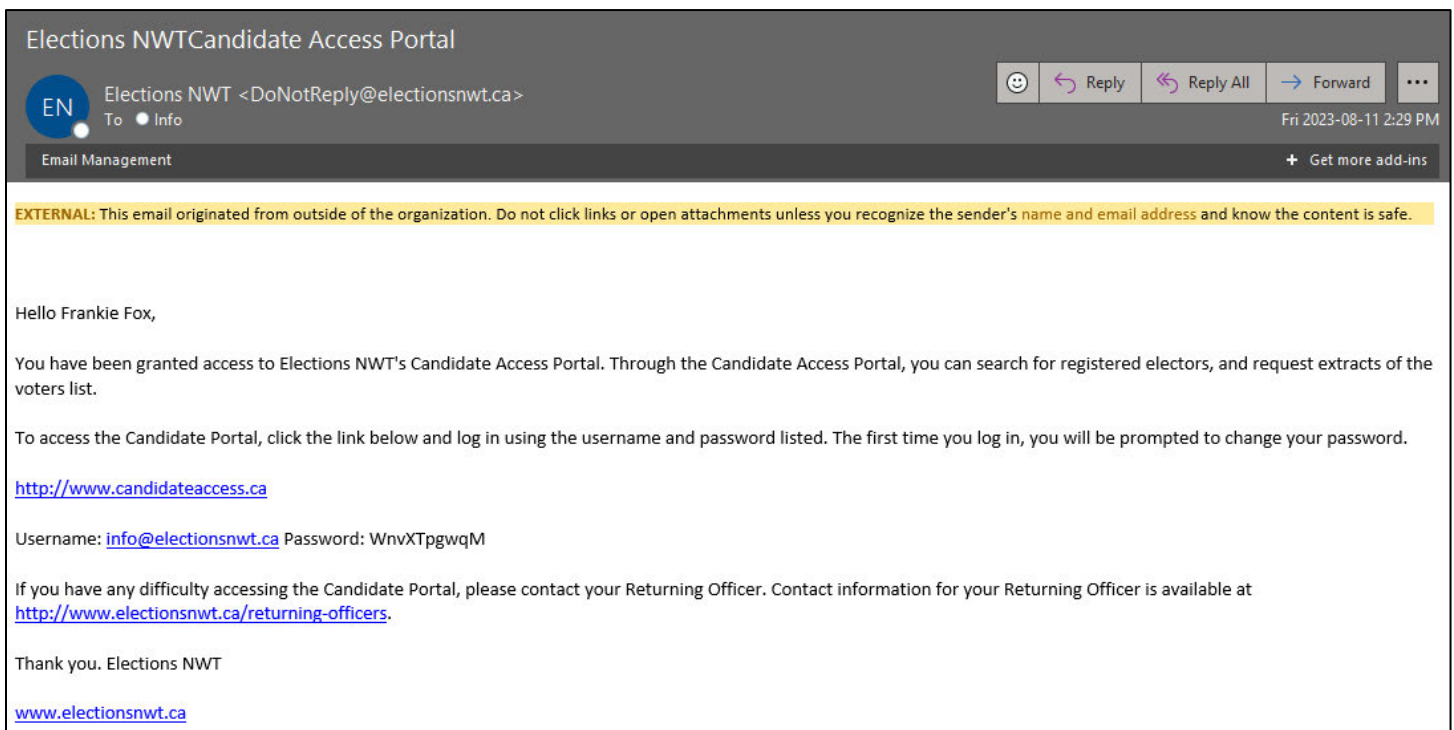 Elections NWTCandidate Access Portal
EN
Elections NWT <DoNotReply@electionsnwt.ca>
To Info
Reply
Reply All
Forward
Fri 2023-08-11 2:29 PM
Email Management
+ Get more add-ins
EXTERNAL: This email originated from outside of the organization. Do not click links or open attachments unless you recognize the sender's name and email address and know the content is safe.
Hello Frankie Fox,
You have been granted access to Elections NWT's Candidate Access Portal. Through the Candidate Access Portal, you can search for registered electors, and request extracts of the
voters list.
To access the Candidate Portal, click the link below and log in using the username and password listed. The first time you log in, you will be prompted to change your password.
http://www.candidateaccess.ca
Username: info@electionsnwt.ca Password: WnvXTpgwqM
If you have any difficulty accessing the Candidate Portal, please contact your Returning Officer. Contact information for your Returning Officer is available at
http://www.electionsnwt.ca/returning-officers.
Thank you. Elections NWT
www.electionsnwt.ca